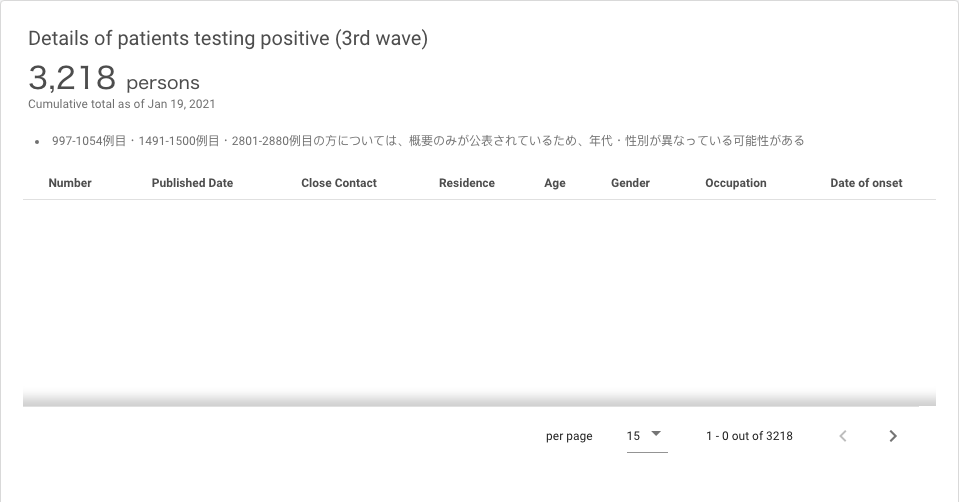 Details of patients testing positive (3rd wave)
3,218 persons
Cumulative total as of Jan 19, 2021
• 997-1054例目・1491-1500例目・2801-2880例目の方については、概要のみが公表されているため、年代・性別が異なっている可能性がある
Number Published Date Close Contact Residence Age Gender Occupation Date of onset
per page 15 1 - 0 out of 3218